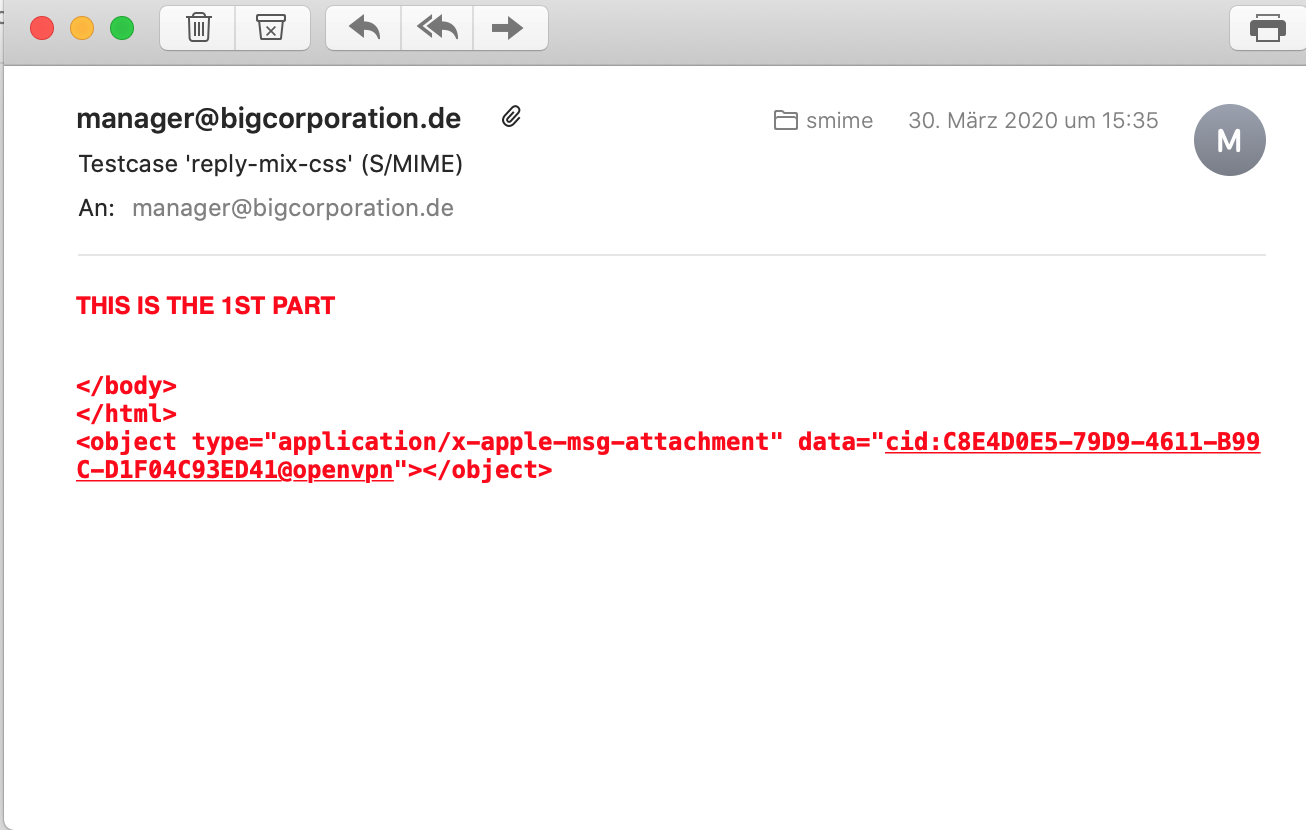 manager@bigcorporation.de
smime
30. März 2020 um 15:35
M
Testcase 'reply-mix-css' (S/MIME)
An: manager@bigcorporation.de
THIS IS THE 1ST PART
</body>
</html>
<object type="application/x-apple-msg-attachment" data="cid:C8E4D0E5-79D9-4611-B99
C-D1F04C93ED41@openvpn"></object>